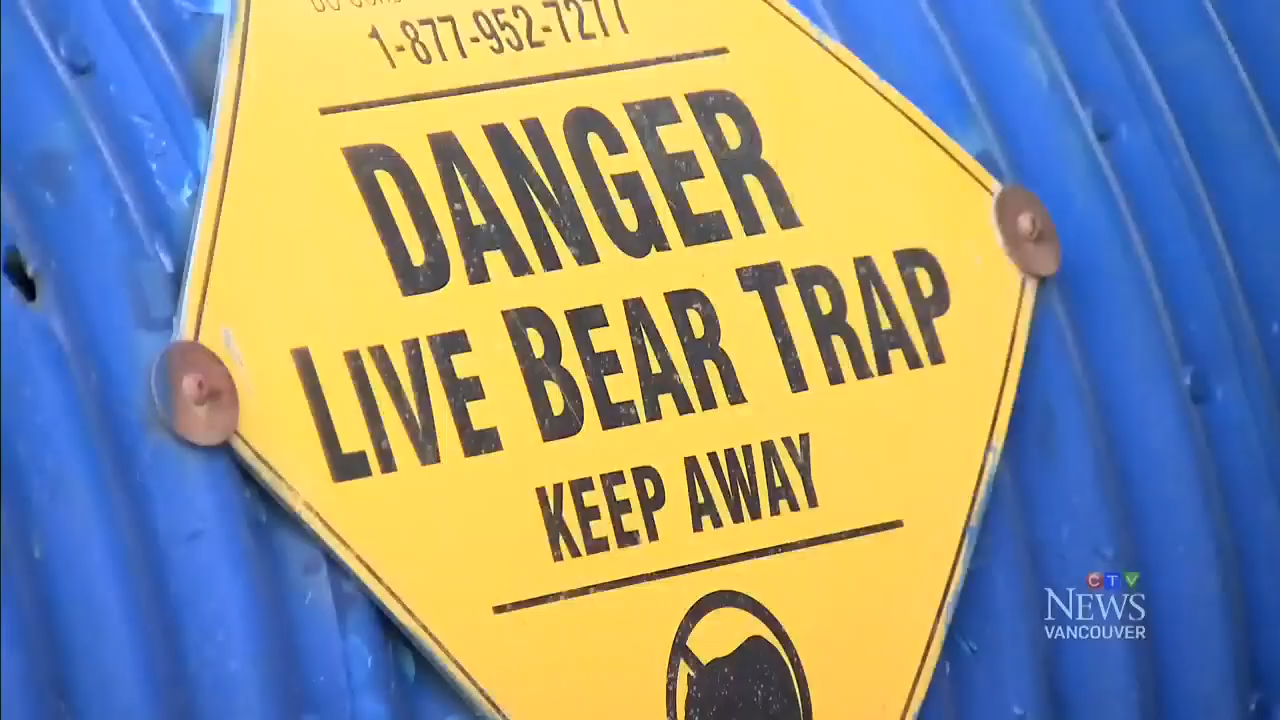 1-877-952-7277
DANGER
LIVE BEAR TRAP
KEEP AWAY
CTV
NEWS
VANCOUVER